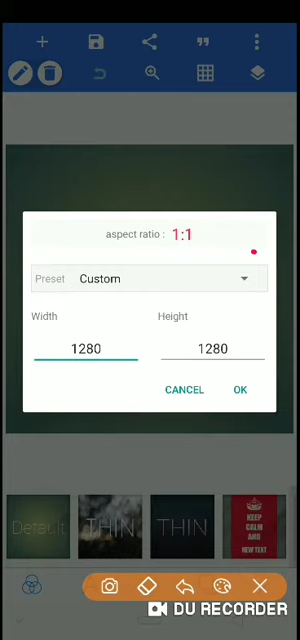 aspect ratio : 1:1
Preset Custom
Width Height
1280 1280
CANCEL OK
Default THIN THIN KEEP
CALM
AND
NEW TEXT
DU RECORDER